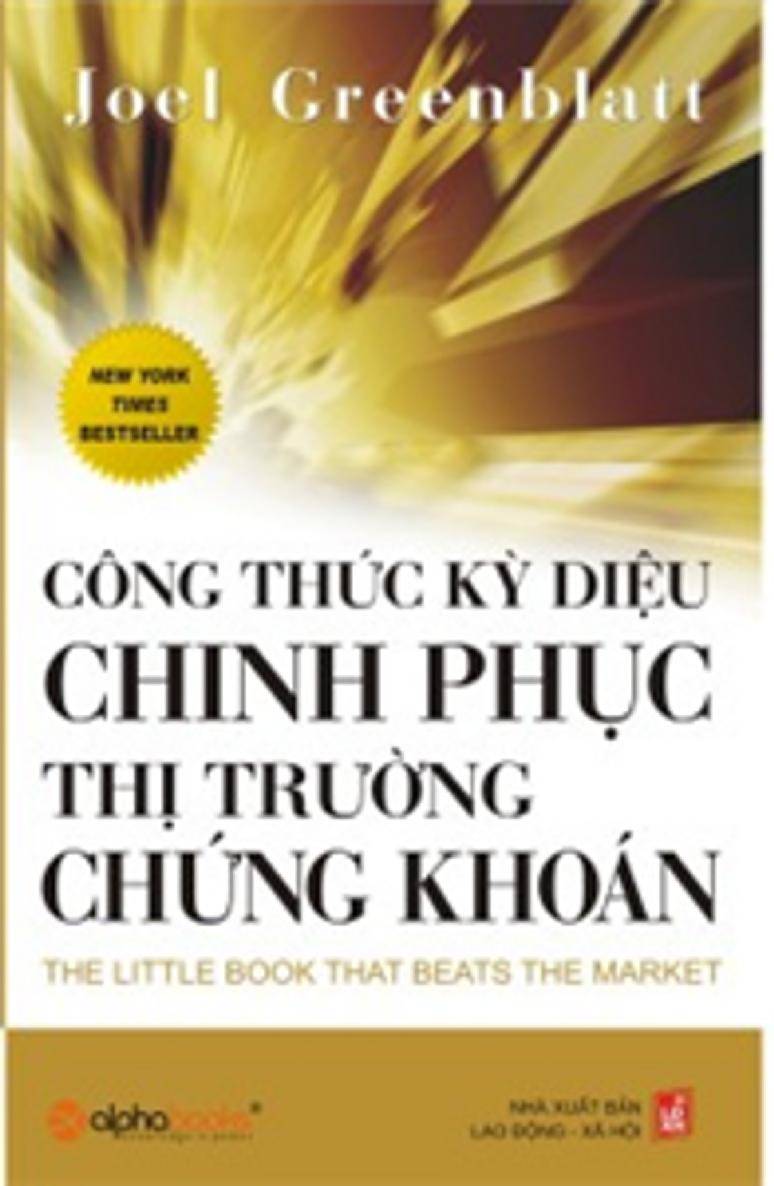 Joel Greenblatt
NEW YORK
TIMES
BESTSELLER
CÔNG THỨC KỲ DIỆU
CHINH PHỤC
THỊ TRƯỜNG
CHỨNG KHOÁN
THE LITTLE BOOK THAT BEATS THE MARKET
alphabooks®
NHÀ XUẤT BẢN
LAO ĐỘNG - XÃ HỘI